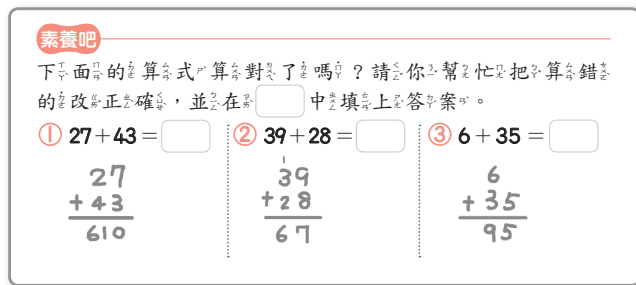 素養吧
下面的算式算對了嗎？請你幫忙把算錯
的改正確，並在□中填上答案。
① 27＋43＝□ ② 39＋28＝□ ③ 6＋35＝□
27 1 6
+43 39 +35
610 +28 95
67